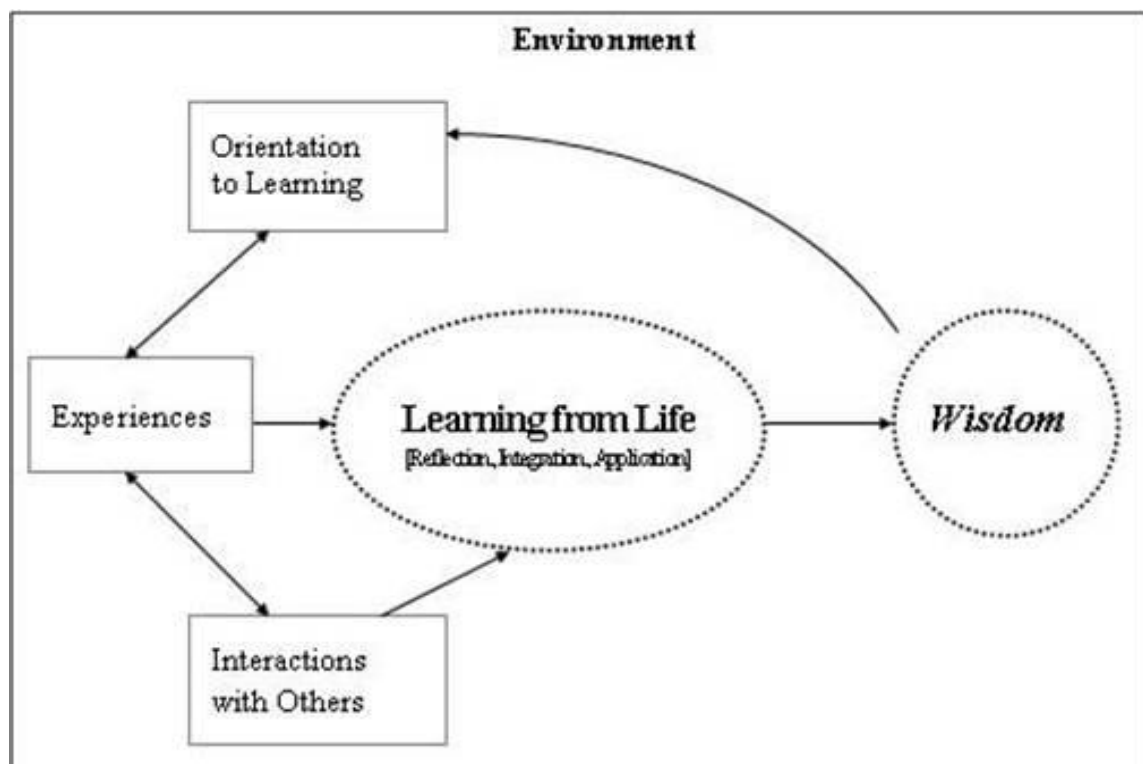 Environment
Orientation
to Learning
Experiences
Learning from Life
[Reflection, Integration, Application]
Wisdom
Interactions
with Others